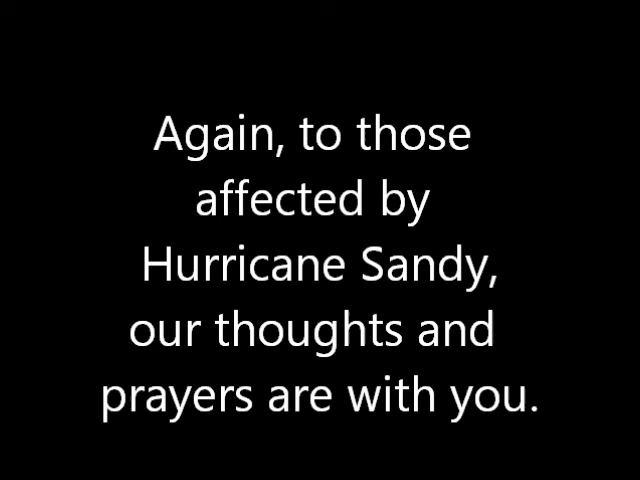 Again, to those
affected by
Hurricane Sandy,
our thoughts and
prayers are with you.